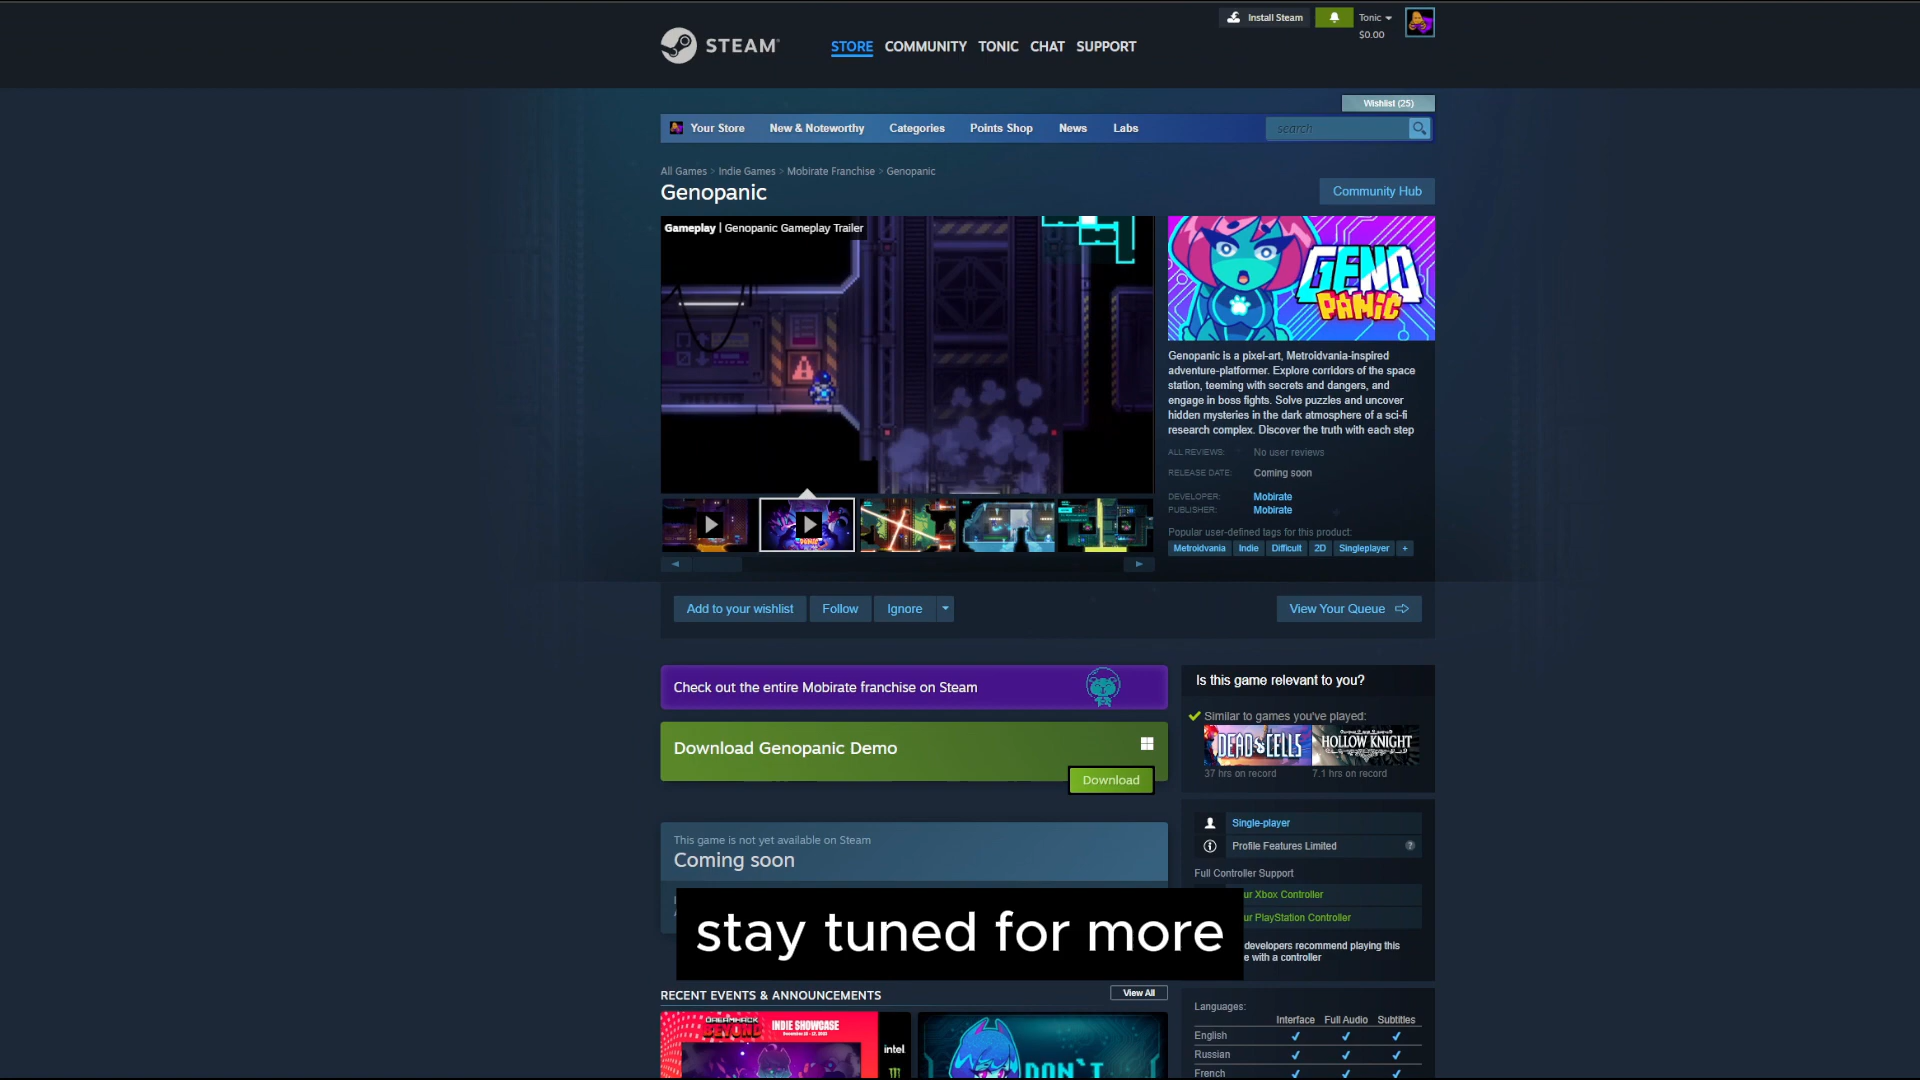 Install Steam
Tonic
$0.00
STEAM
STORE COMMUNITY TONIC CHAT SUPPORT
Wishlist (25)
Your Store New & Noteworthy Categories Points Shop News Labs
search
All Games > Indie Games > Mobirate Franchise > Genopanic
Genopanic
Community Hub
Gameplay | Genopanic Gameplay Trailer
GENO
PANIC
Genopanic is a pixel-art, Metroidvania-inspired
adventure-platformer. Explore corridors of the space
station, teeming with secrets and dangers, and
engage in boss fights. Solve puzzles and uncover
hidden mysteries in the dark atmosphere of a sci-fi
research complex. Discover the truth with each step
ALL REVIEWS: No user reviews
RELEASE DATE: Coming soon
DEVELOPER: Mobirate
PUBLISHER: Mobirate
Popular user-defined tags for this product:
Metroidvania Indie Difficult 2D Singleplayer +
Add to your wishlist Follow Ignore
View Your Queue
Check out the entire Mobirate franchise on Steam
Download Genopanic Demo
Download
This game is not yet available on Steam
Coming soon
Is this game relevant to you?
Similar to games you've played:
DEAD CELLS HOLLOW KNIGHT
37 hrs on record 7.1 hrs on record
Single-player
Profile Features Limited ?
Full Controller Support
ur Xbox Controller
ur PlayStation Controller
developers recommend playing this
e with a controller
stay tuned for more
RECENT EVENTS & ANNOUNCEMENTS View All
DREAMHACK
BEYOND
INDIE SHOWCASE
intel
DON'T
Languages:
Interface Full Audio Subtitles
English
Russian
French